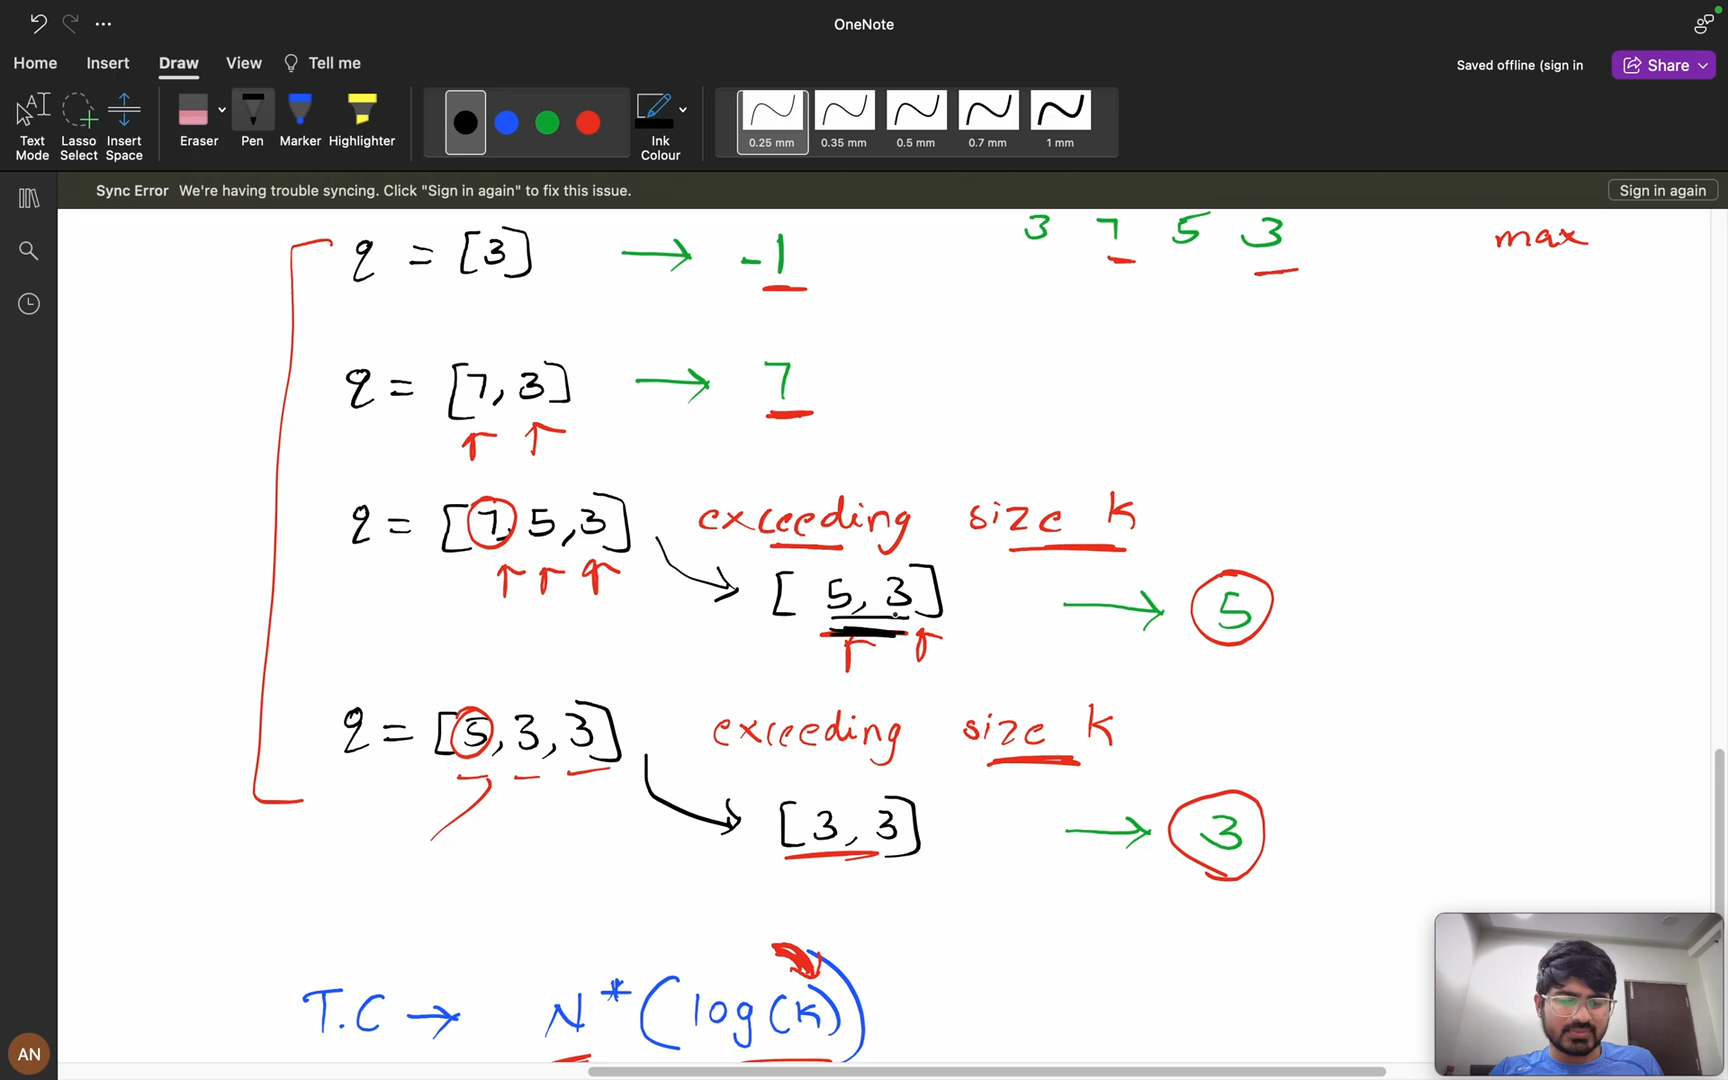 OneNote
Home Insert Draw View Tell me
Saved offline (sign in
Share
Text Mode
Lasso Select
Insert Space
Eraser
Pen
Marker
Highlighter
Ink Colour
0.25 mm
0.35 mm
0.5 mm
0.7 mm
1 mm
Sync Error We're having trouble syncing. Click "Sign in again" to fix this issue.
Sign in again
3 7 5 3
max
q = [3] → -1
q = [7, 3] → 7
q = [7, 5, 3] exceeding size k
[5, 3] → 5
q = [5, 3, 3] exceeding size k
[3, 3] → 3
T.C → N * (log(k))
AN